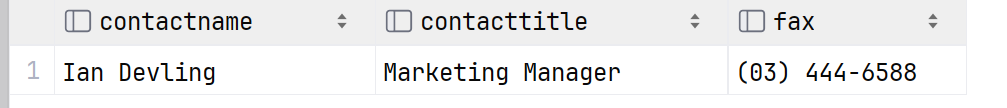 contactname contacttitle fax
1 Ian Devling Marketing Manager (03) 444-6588